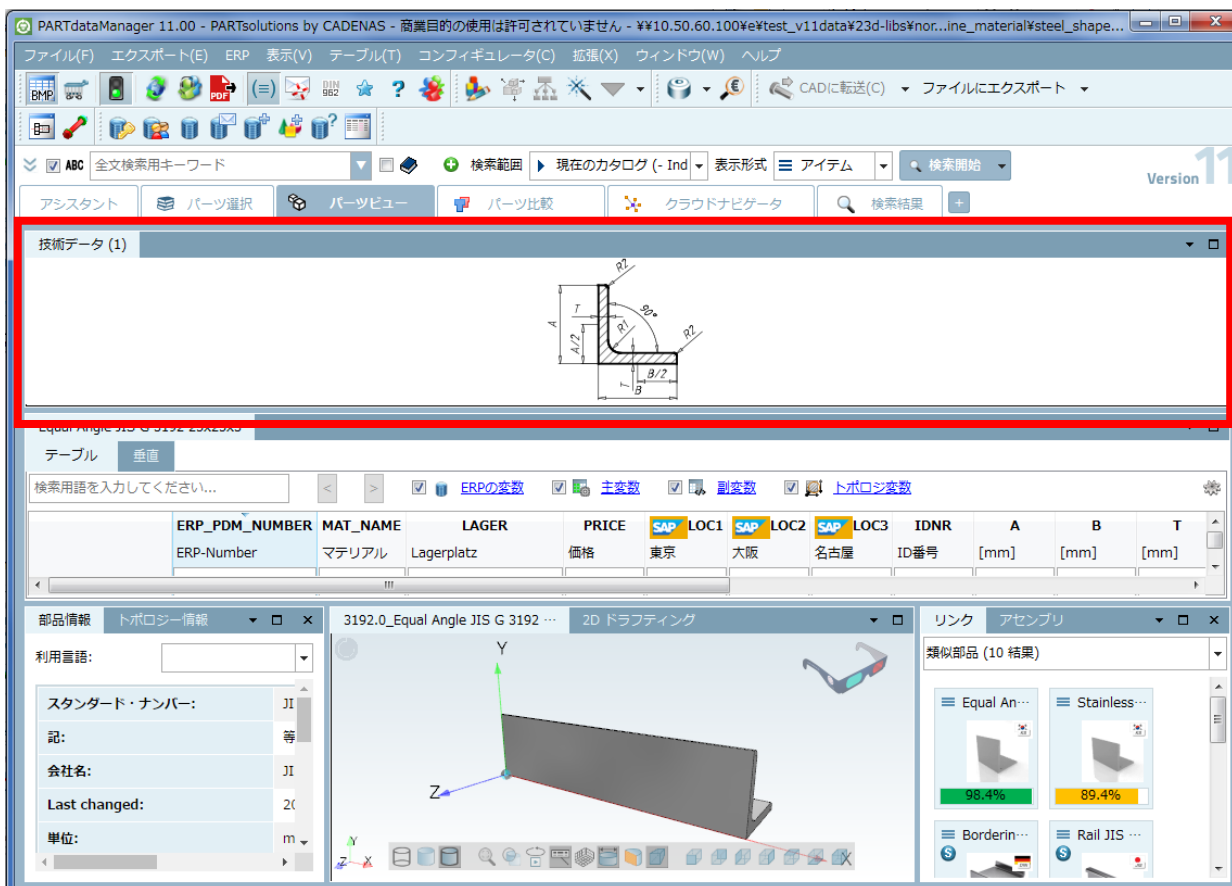 PARTdataManager 11.00 - PARTsolutions by CADENAS - 商業目的の使用は許可されていません - ¥¥10.50.60.100¥e¥test_v11data¥23d-libs¥nor...ine_material¥steel_shape...
ファイル(F) エクスポート(E) ERP 表示(V) テーブル(T) コンフィギュレータ(C) 拡張(X) ウィンドウ(W) ヘルプ
BMP PDF (=) DIN 962 ? CADに転送(C) ファイルにエクスポート
?
ABC 全文検索用キーワード 検索範囲 現在のカタログ (- Ind 表示形式 アイテム 検索開始
Version 11
アシスタント パーツ選択 パーツビュー パーツ比較 クラウドナビゲータ 検索結果 +
技術データ (1)
R2
A T 90°
A/2 R1 R2
T B/2
B
Equal Angle JIS G 3192 25x25x3
テーブル 垂直
検索用語を入力してください... < > ERPの変数 主変数 副変数 トポロジ変数
ERP_PDM_NUMBER MAT_NAME LAGER PRICE SAP LOC1 SAP LOC2 SAP LOC3 IDNR A B T
ERP-Number マテリアル Lagerplatz 価格 東京 大阪 名古屋 ID番号 [mm] [mm] [mm]
部品情報 トポロジー情報 x 3192.0_Equal Angle JIS G 3192 ... 2D ドラフティング リンク アセンブリ x
利用言語: 類似部品 (10 結果)
スタンダード・ナンバー: JI
記: 等
会社名: JI
Last changed: 20
単位: m
Y
Z
Y
Z X
Equal An... Stainless...
98.4% 89.4%
Borderin... Rail JIS ...
S S